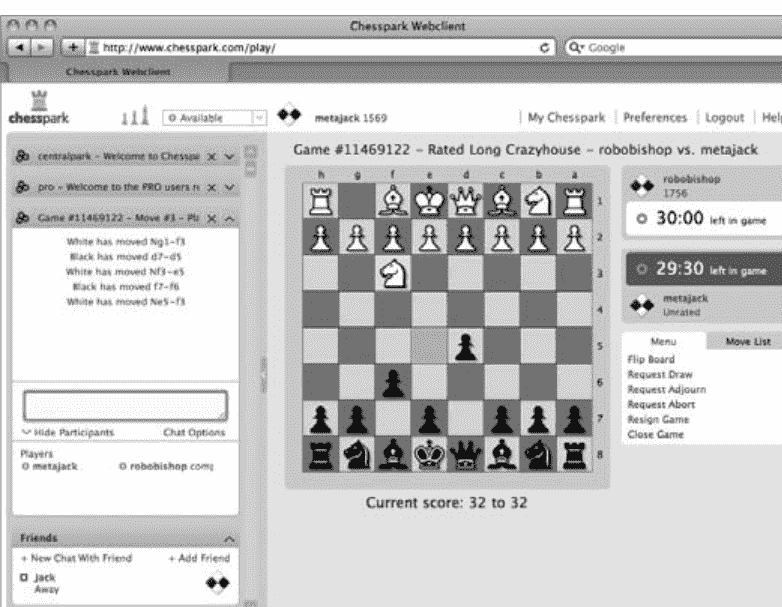 Chesspark Webclient
http://www.chesspark.com/play/
Google
Chesspark Webclient
chesspark
Available
metajack 1569
My Chesspark | Preferences | Logout | Help
centralpark – Welcome to Chesspa
pro – Welcome to the PRO users r
Game #11469122 – Move #3 – Pla
White has moved Ng1-f3
Black has moved d7-d5
White has moved Nf3-e5
Black has moved f7-f6
White has moved Ne5-f3
Hide Participants
Chat Options
Players
metajack
robobishop comp
Friends
+ New Chat With Friend
+ Add Friend
Jack
Away
Game #11469122 – Rated Long Crazyhouse – robobishop vs. metajack
h g f e d c b a
1
2
3
4
5
6
7
8
Current score: 32 to 32
robobishop
1756
30:00 left in game
29:30 left in game
metajack
Unrated
Menu
Move List
Flip Board
Request Draw
Request Adjourn
Request Abort
Resign Game
Close Game